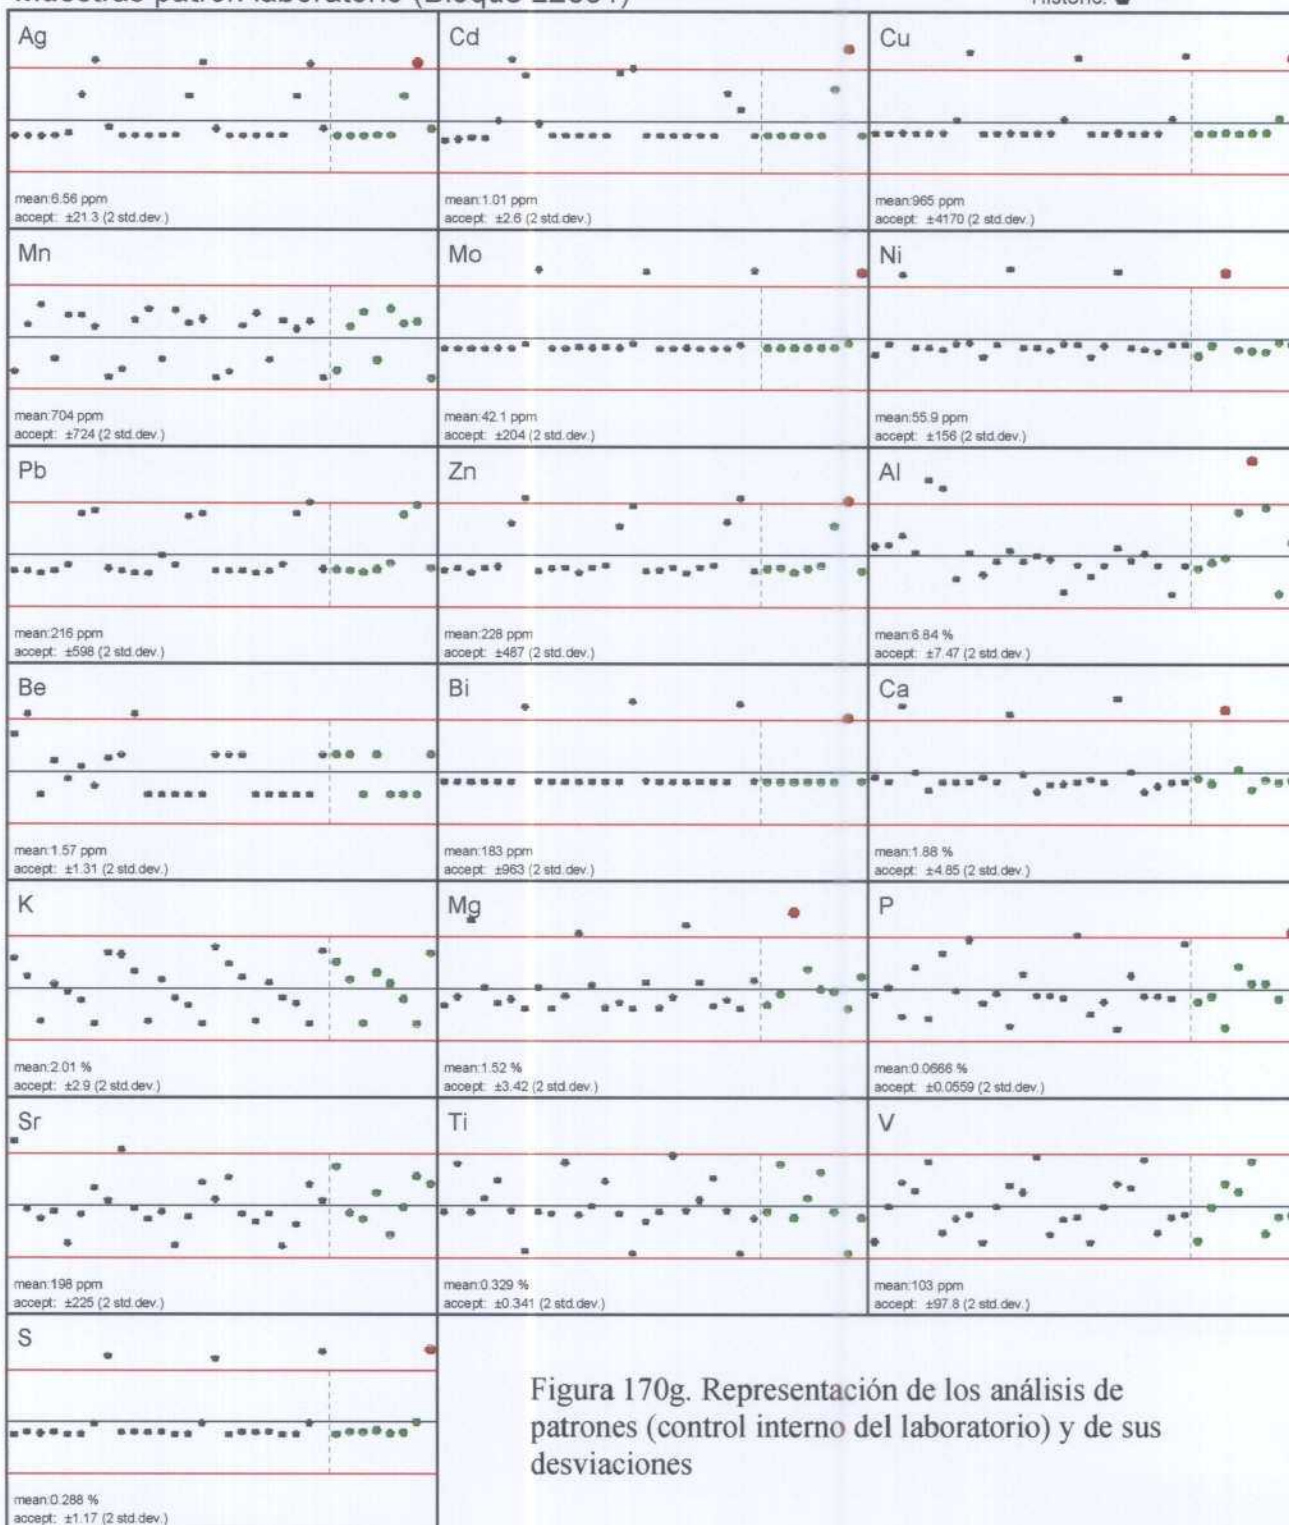 Muestras patrón laboratorio (Bloque 22004)
Históric.
Ag
mean:6.56 ppm
accept: ±21.3 (2 std.dev.)
Cd
mean:1.01 ppm
accept: ±2.6 (2 std.dev.)
Cu
mean:965 ppm
accept: ±4170 (2 std.dev.)
Mn
mean:704 ppm
accept: ±724 (2 std.dev.)
Mo
mean:42.1 ppm
accept: ±204 (2 std.dev.)
Ni
mean:55.9 ppm
accept: ±156 (2 std.dev.)
Pb
mean:216 ppm
accept: ±598 (2 std.dev.)
Zn
mean:228 ppm
accept: ±487 (2 std.dev.)
Al
mean:6.84 %
accept: ±7.47 (2 std.dev.)
Be
mean:1.57 ppm
accept: ±1.31 (2 std.dev.)
Bi
mean:183 ppm
accept: ±963 (2 std.dev.)
Ca
mean:1.88 %
accept: ±4.85 (2 std.dev.)
K
mean:2.01 %
accept: ±2.9 (2 std.dev.)
Mg
mean:1.52 %
accept: ±3.42 (2 std.dev.)
P
mean:0.0666 %
accept: ±0.0559 (2 std.dev.)
Sr
mean:198 ppm
accept: ±225 (2 std.dev.)
Ti
mean:0.329 %
accept: ±0.341 (2 std.dev.)
V
mean:103 ppm
accept: ±97.8 (2 std.dev.)
S
mean:0.288 %
accept: ±1.17 (2 std.dev.)
Figura 170g. Representación de los análisis de
patrones (control interno del laboratorio) y de sus
desviaciones